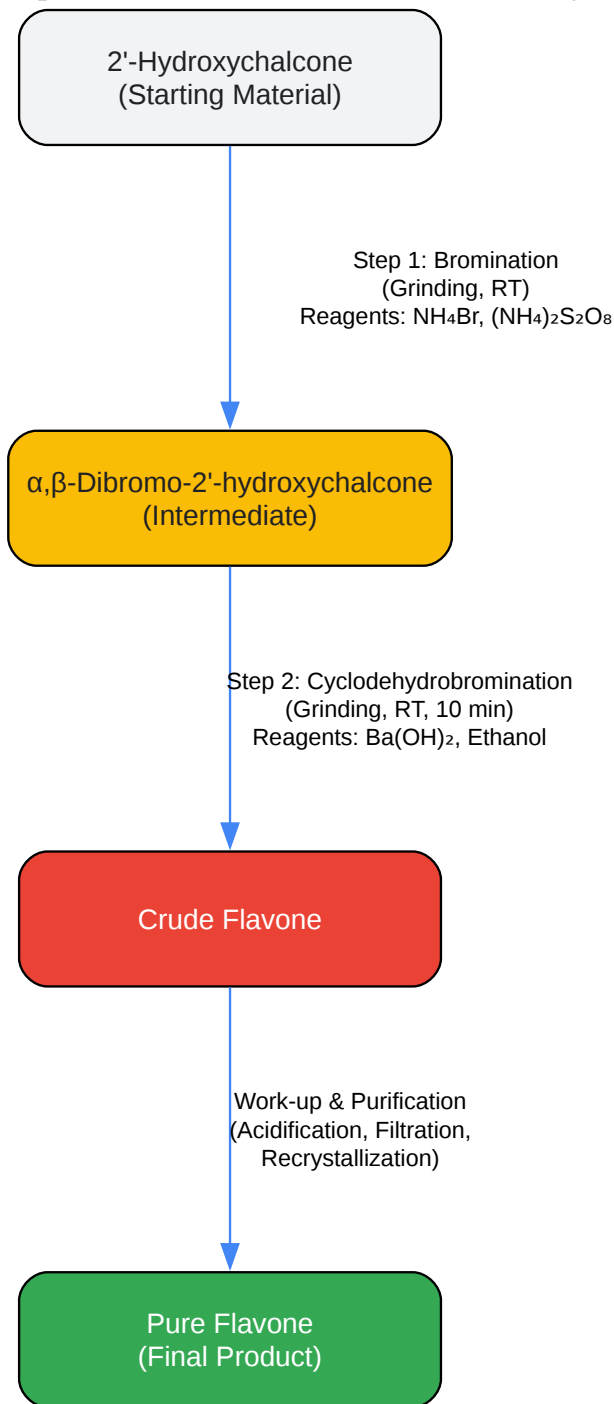 2'-Hydroxychalcone
(Starting Material)
Step 1: Bromination
(Grinding, RT)
Reagents: NH₄Br, (NH₄)₂S₂O₈
α,β-Dibromo-2'-hydroxychalcone
(Intermediate)
Step 2: Cyclodehydrobromination
(Grinding, RT, 10 min)
Reagents: Ba(OH)₂, Ethanol
Crude Flavone
Work-up & Purification
(Acidification, Filtration,
Recrystallization)
Pure Flavone
(Final Product)